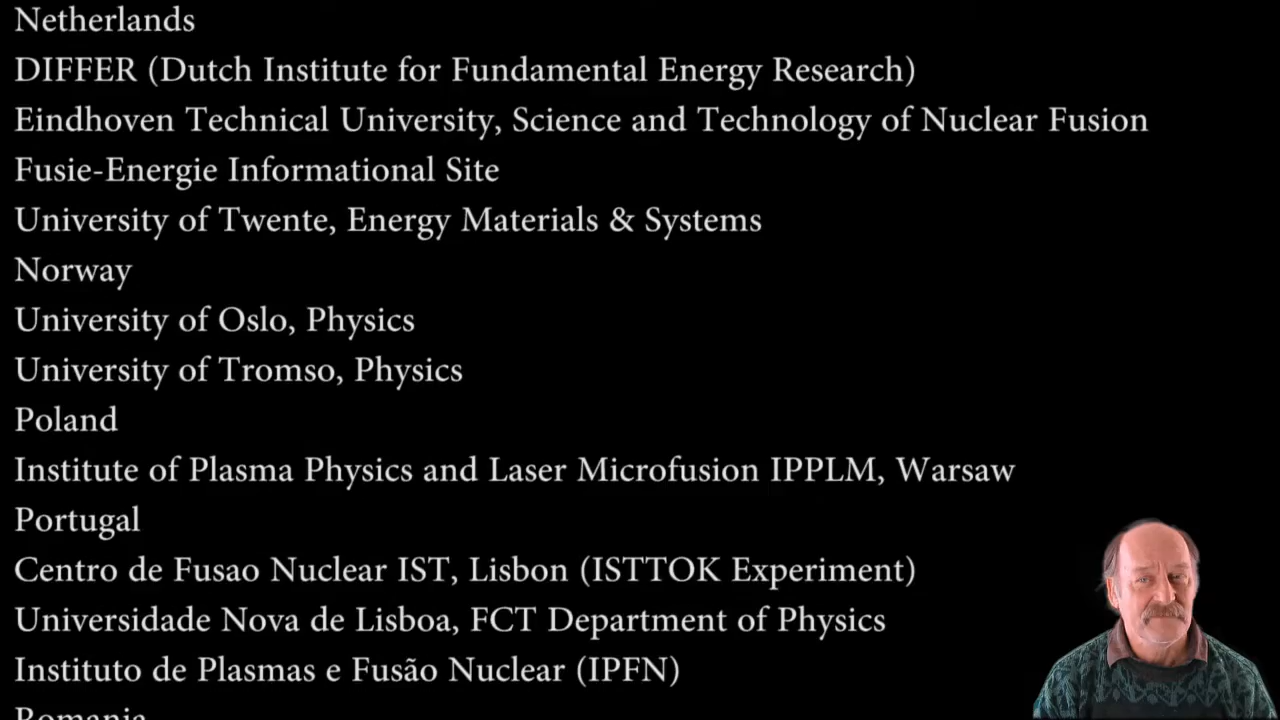 Netherlands
DIFFER (Dutch Institute for Fundamental Energy Research)
Eindhoven Technical University, Science and Technology of Nuclear Fusion
Fusie-Energie Informational Site
University of Twente, Energy Materials & Systems
Norway
University of Oslo, Physics
University of Tromso, Physics
Poland
Institute of Plasma Physics and Laser Microfusion IPPLM, Warsaw
Portugal
Centro de Fusao Nuclear IST, Lisbon (ISTTOK Experiment)
Universidade Nova de Lisboa, FCT Department of Physics
Instituto de Plasmas e Fusão Nuclear (IPFN)
Romania